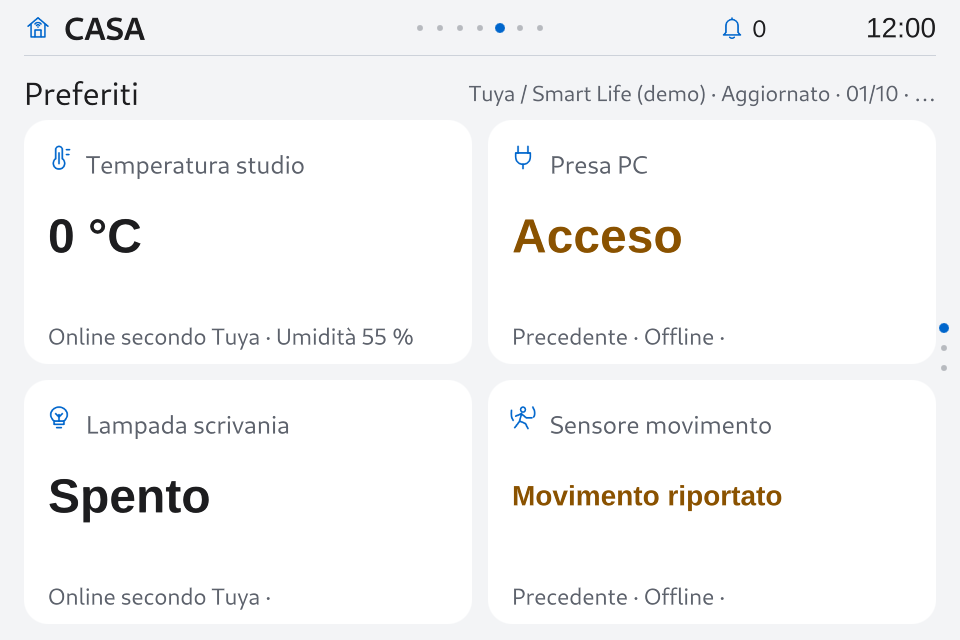 CASA
0
12:00
Preferiti
Tuya / Smart Life (demo) · Aggiornato · 01/10 · …
Temperatura studio
0 °C
Online secondo Tuya · Umidità 55 %
Presa PC
Acceso
Precedente · Offline ·
Lampada scrivania
Spento
Online secondo Tuya ·
Sensore movimento
Movimento riportato
Precedente · Offline ·